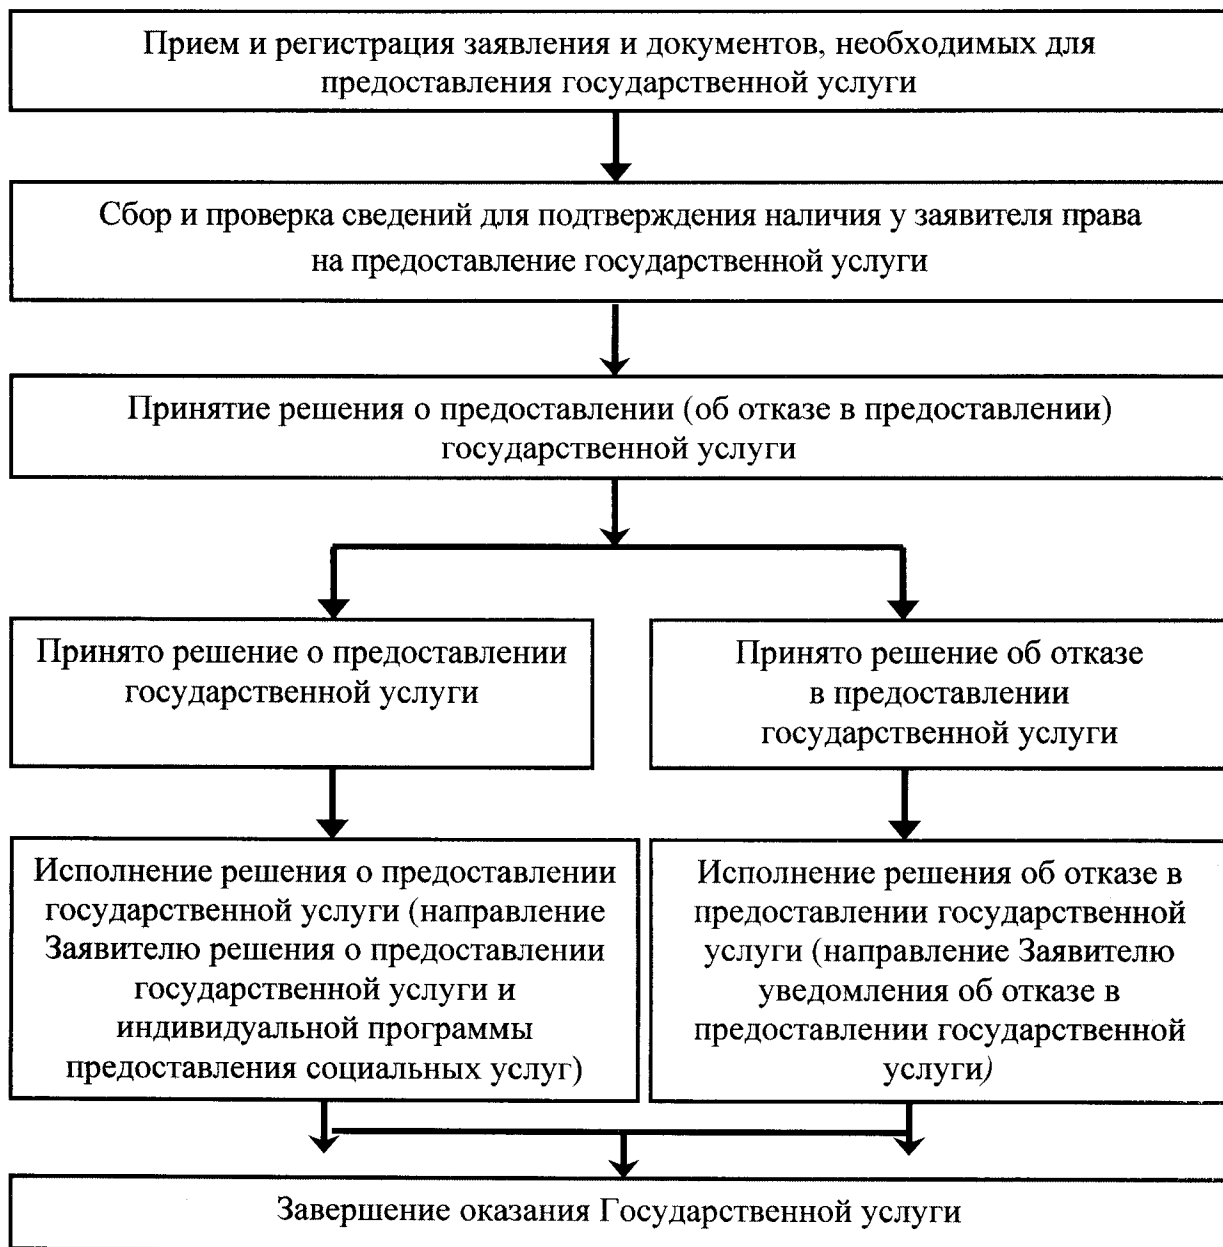 Прием и регистрация заявления и документов, необходимых для
предоставления государственной услуги
Сбор и проверка сведений для подтверждения наличия у заявителя права
на предоставление государственной услуги
Принятие решения о предоставлении (об отказе в предоставлении)
государственной услуги
Принято решение о предоставлении
государственной услуги
Принято решение об отказе
в предоставлении
государственной услуги
Исполнение решения о предоставлении
государственной услуги (направление
Заявителю решения о предоставлении
государственной услуги и
индивидуальной программы
предоставления социальных услуг)
Исполнение решения об отказе в
предоставлении государственной
услуги (направление Заявителю
уведомления об отказе в
предоставлении государственной
услуги)
Завершение оказания Государственной услуги